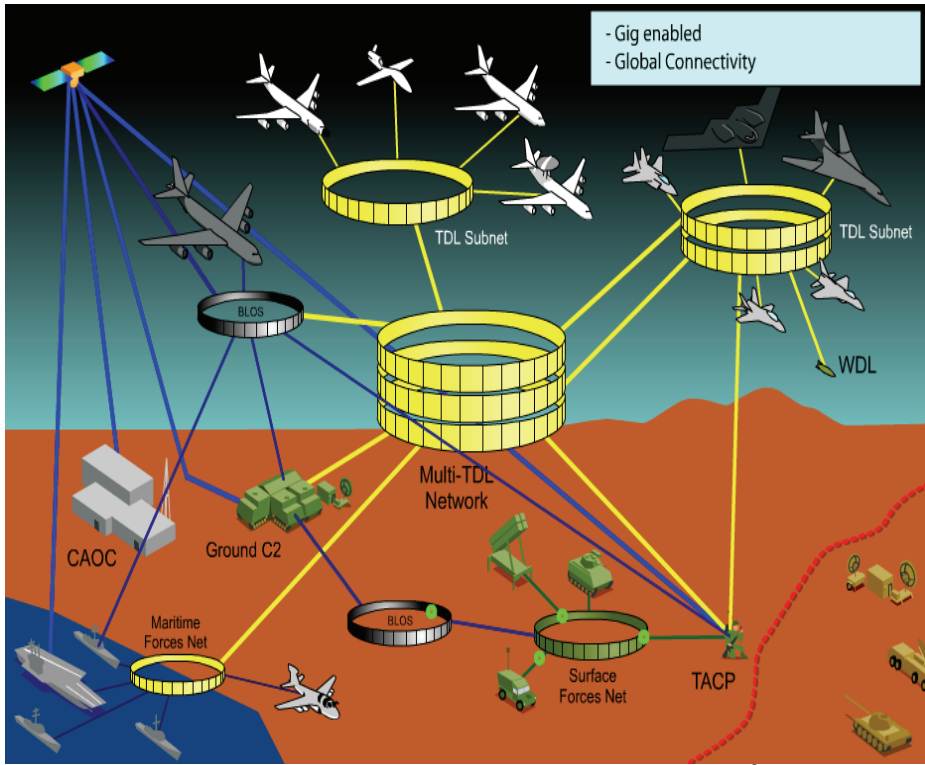 - Gig enabled
- Global Connectivity
TDL Subnet
TDL Subnet
BLOS
WDL
Multi-TDL
Network
CAOC
Ground C2
Maritime
Forces Net
BLOS
Surface
Forces Net
TACP